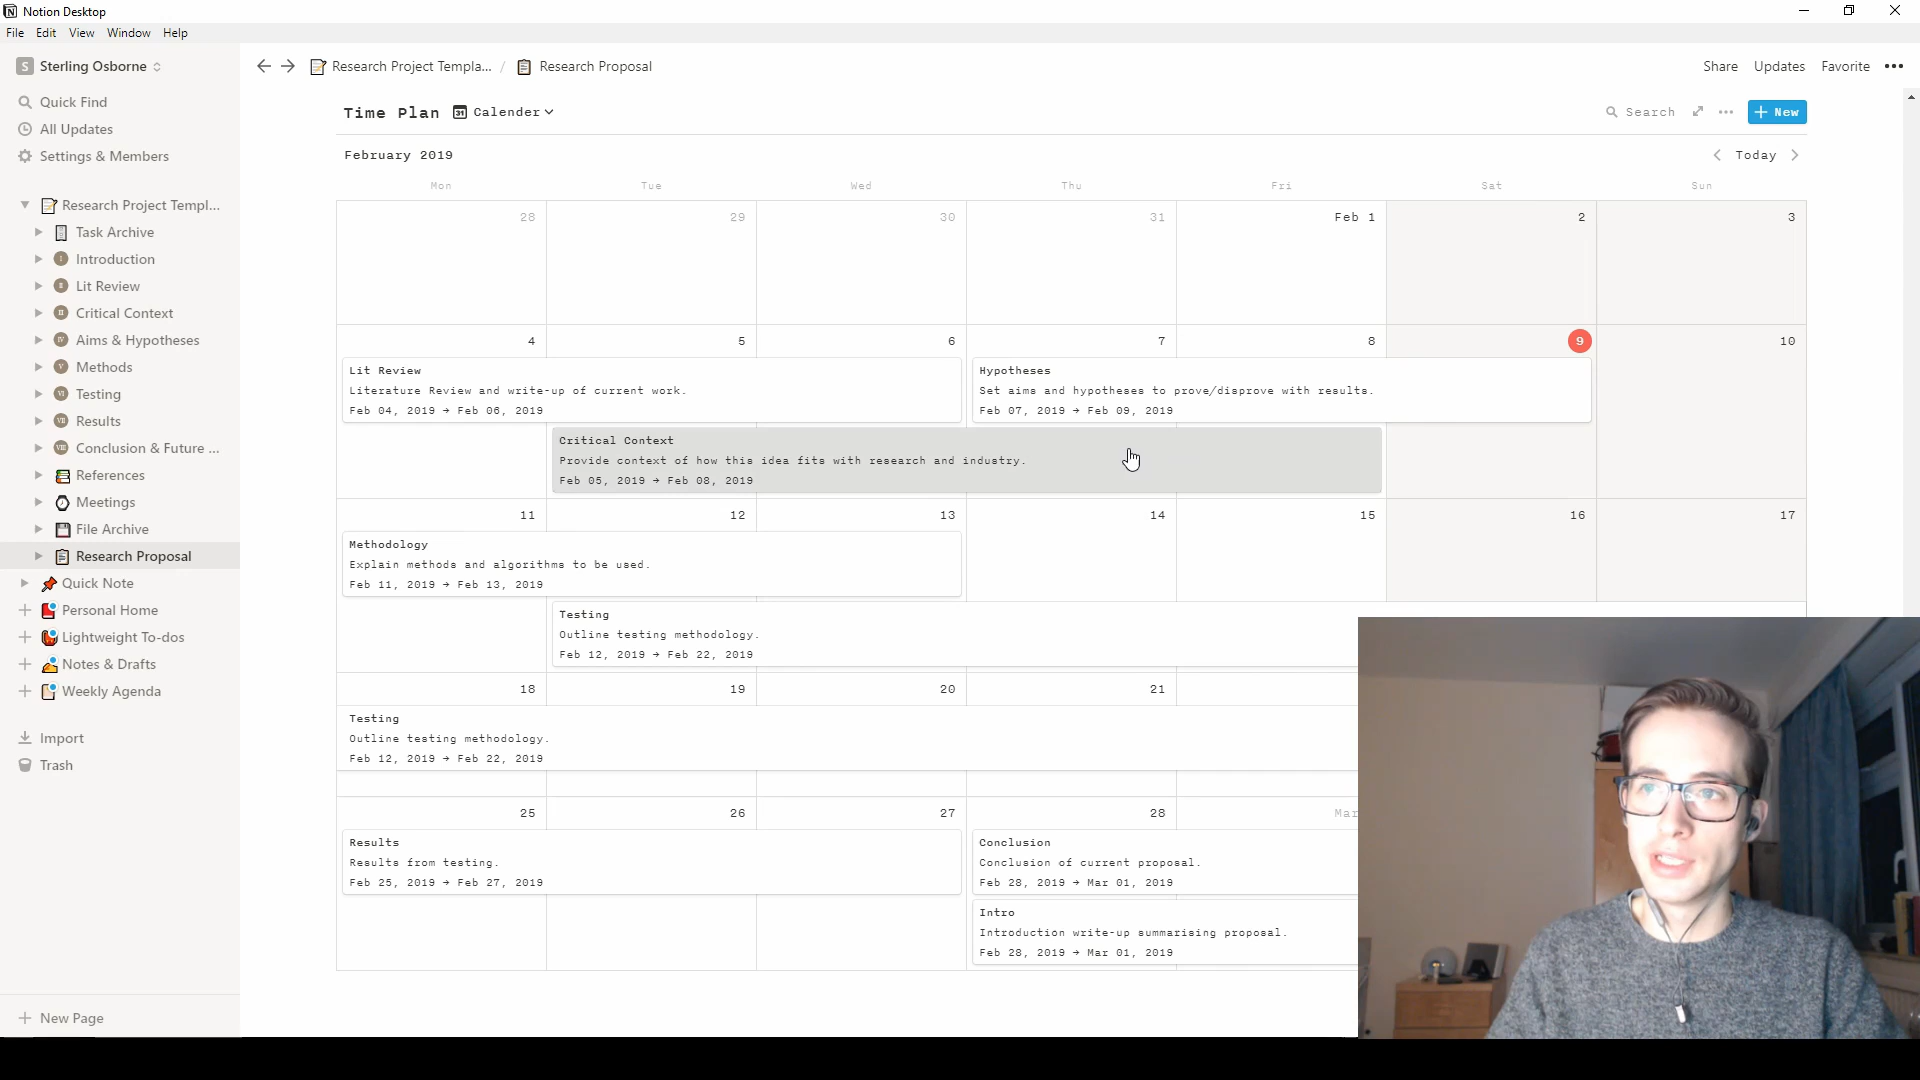 Notion Desktop
File Edit View Window Help
S Sterling Osborne
Quick Find
All Updates
Settings & Members
Research Project Templ...
Task Archive
Introduction
Lit Review
Critical Context
Aims & Hypotheses
Methods
Testing
Results
Conclusion & Future ...
References
Meetings
File Archive
Research Proposal
Quick Note
Personal Home
Lightweight To-dos
Notes & Drafts
Weekly Agenda
Import
Trash
New Page
Research Project Templa... / Research Proposal
Share Updates Favorite
Time Plan 31 Calender
Search New
February 2019
Today
Mon Tue Wed Thu Fri Sat Sun
28 29 30 31 Feb 1 2 3
4 5 6 7 8 9 10
Lit Review
Literature Review and write-up of current work.
Feb 04, 2019 → Feb 06, 2019
Hypotheses
Set aims and hypotheses to prove/disprove with results.
Feb 07, 2019 → Feb 09, 2019
Critical Context
Provide context of how this idea fits with research and industry.
Feb 05, 2019 → Feb 08, 2019
11 12 13 14 15 16 17
Methodology
Explain methods and algorithms to be used.
Feb 11, 2019 → Feb 13, 2019
Testing
Outline testing methodology.
Feb 12, 2019 → Feb 22, 2019
18 19 20 21
Testing
Outline testing methodology.
Feb 12, 2019 → Feb 22, 2019
25 26 27 28 Mar
Results
Results from testing.
Feb 25, 2019 → Feb 27, 2019
Conclusion
Conclusion of current proposal.
Feb 28, 2019 → Mar 01, 2019
Intro
Introduction write-up summarising proposal.
Feb 28, 2019 → Mar 01, 2019